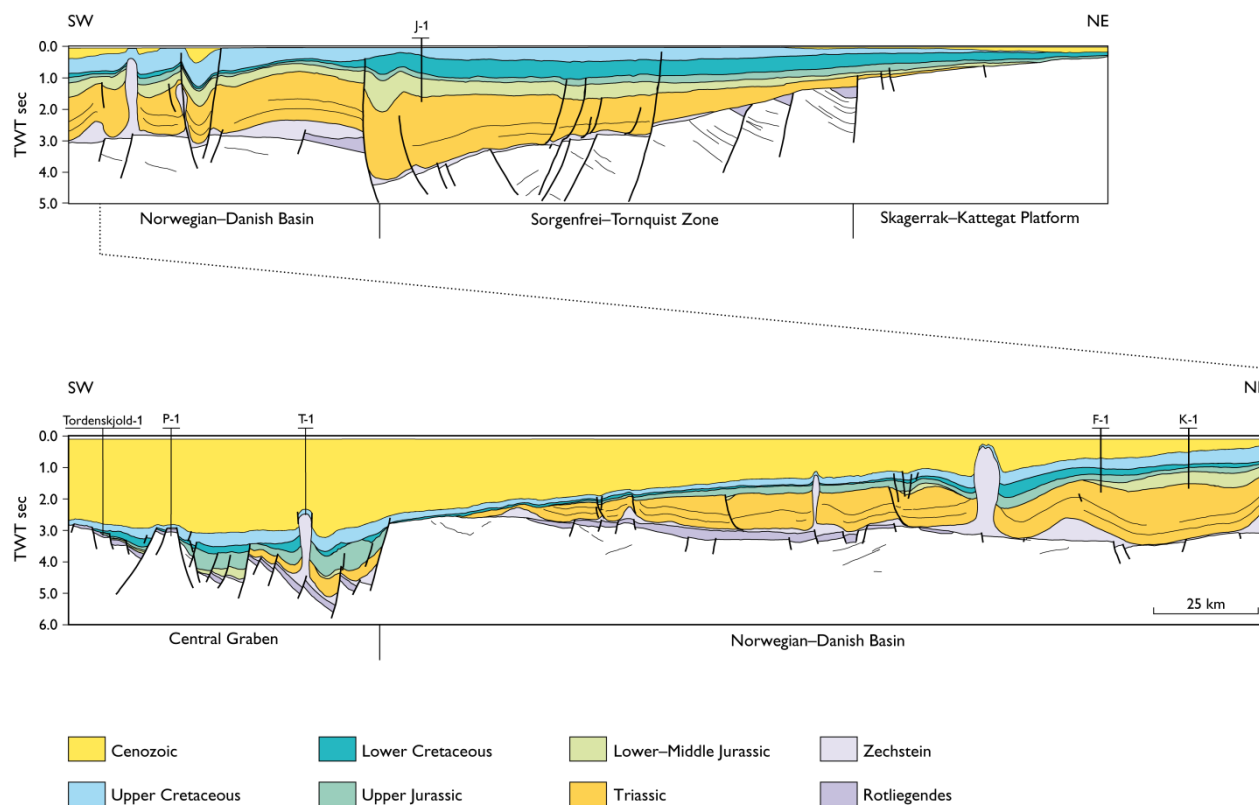 SW
NE
J-1
0.0
1.0
2.0
3.0
4.0
5.0
TWT sec
Norwegian–Danish Basin
Sorgenfrei–Tornquist Zone
Skagerrak–Kattegat Platform
SW
Tordenskjold-1
P-1
T-1
F-1
K-1
0.0
1.0
2.0
3.0
4.0
5.0
6.0
TWT sec
25 km
Central Graben
Norwegian–Danish Basin
Cenozoic
Lower Cretaceous
Lower–Middle Jurassic
Zechstein
Upper Cretaceous
Upper Jurassic
Triassic
Rotliegendes